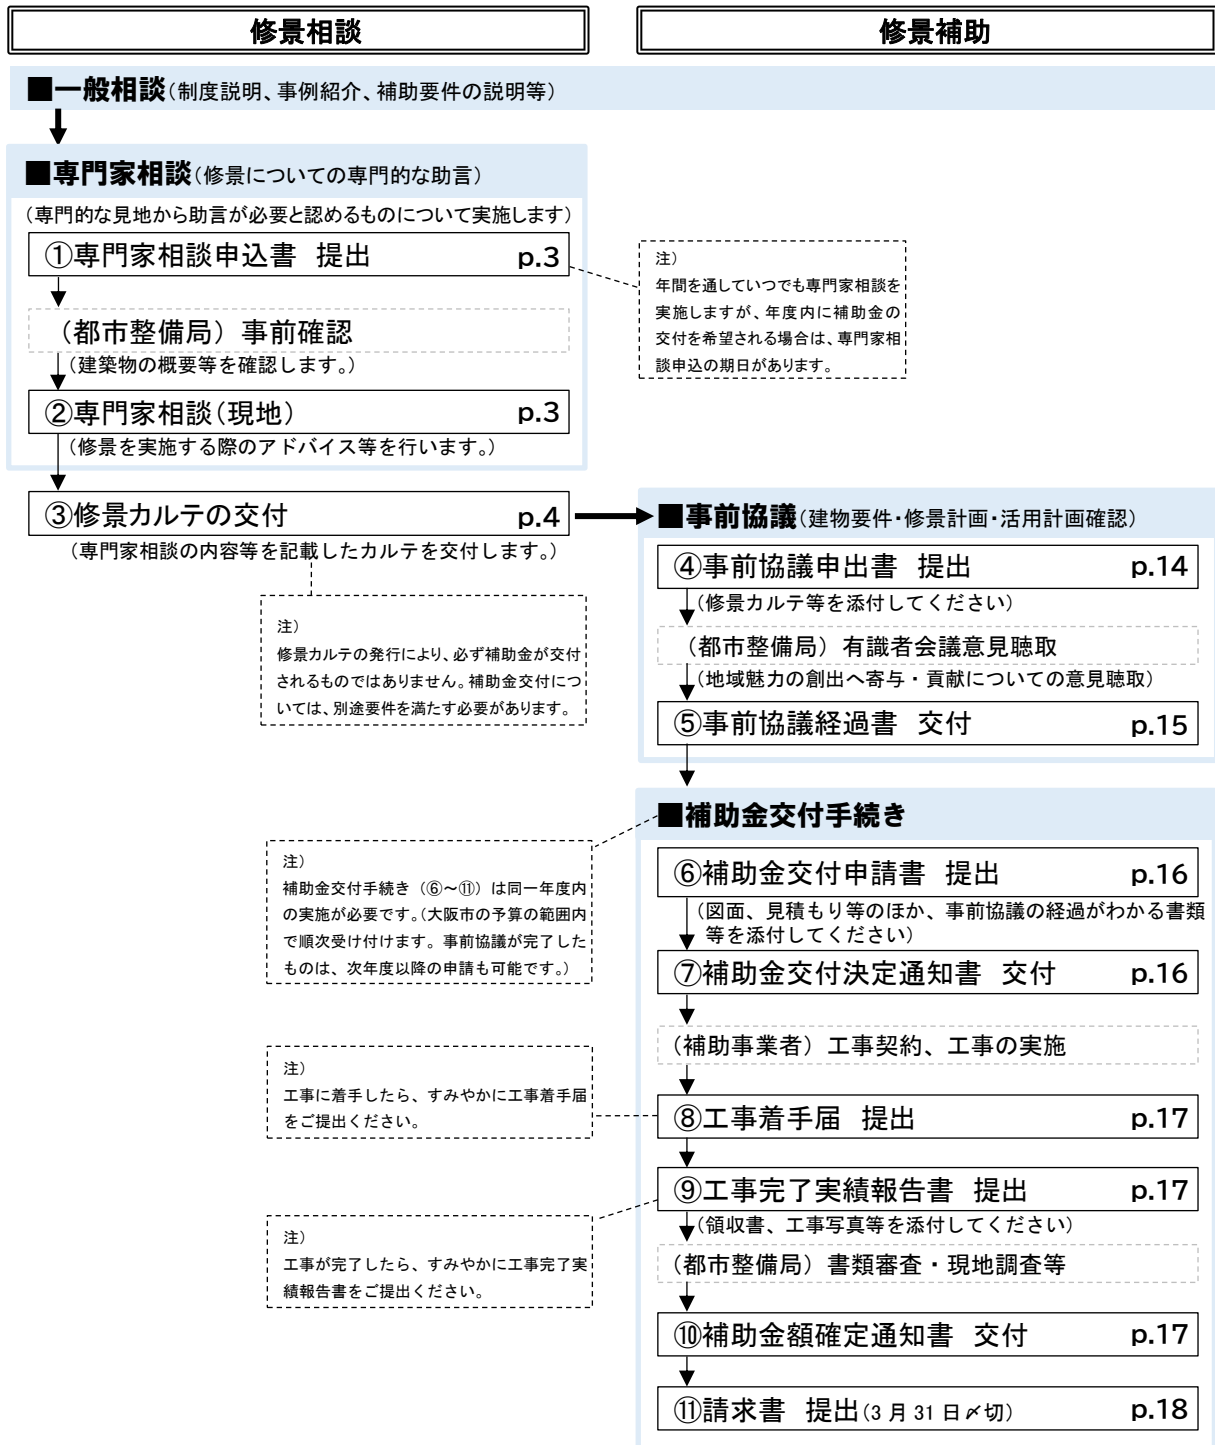 修景相談
修景補助
■一般相談(制度説明、事例紹介、補助要件の説明等)
■専門家相談(修景についての専門的な助言)
(専門的な見地から助言が必要と認めるものについて実施します)
①専門家相談申込書 提出 p.3
(都市整備局)事前確認
(建築物の概要等を確認します。)
②専門家相談(現地) p.3
(修景を実施する際のアドバイス等を行います。)
③修景カルテの交付 p.4
(専門家相談の内容等を記載したカルテを交付します。)
注)
年間を通していつでも専門家相談を
実施しますが、年度内に補助金の
交付を希望される場合は、専門家相
談申込の期日があります。
注)
修景カルテの発行により、必ず補助金が交付
されるものではありません。補助金交付につ
いては、別途要件を満たす必要があります。
■事前協議(建物要件・修景計画・活用計画確認)
④事前協議申出書 提出 p.14
(修景カルテ等を添付してください)
(都市整備局)有識者会議意見聴取
(地域魅力の創出へ寄与・貢献についての意見聴取)
⑤事前協議経過書 交付 p.15
■補助金交付手続き
注)
補助金交付手続き(⑥~⑪)は同一年度内
の実施が必要です。(大阪市の予算の範囲内
で順次受け付けます。事前協議が完了した
ものは、次年度以降の申請も可能です。)
⑥補助金交付申請書 提出 p.16
(図面、見積もり等のほか、事前協議の経過がわかる書類
等を添付してください)
⑦補助金交付決定通知書 交付 p.16
(補助事業者)工事契約、工事の実施
注)
工事に着手したら、すみやかに工事着手届
をご提出ください。
⑧工事着手届 提出 p.17
⑨工事完了実績報告書 提出 p.17
(領収書、工事写真等を添付してください)
注)
工事が完了したら、すみやかに工事完了実
績報告書をご提出ください。
(都市整備局)書類審査・現地調査等
⑩補助金額確定通知書 交付 p.17
⑪請求書 提出(3月31日〆切) p.18